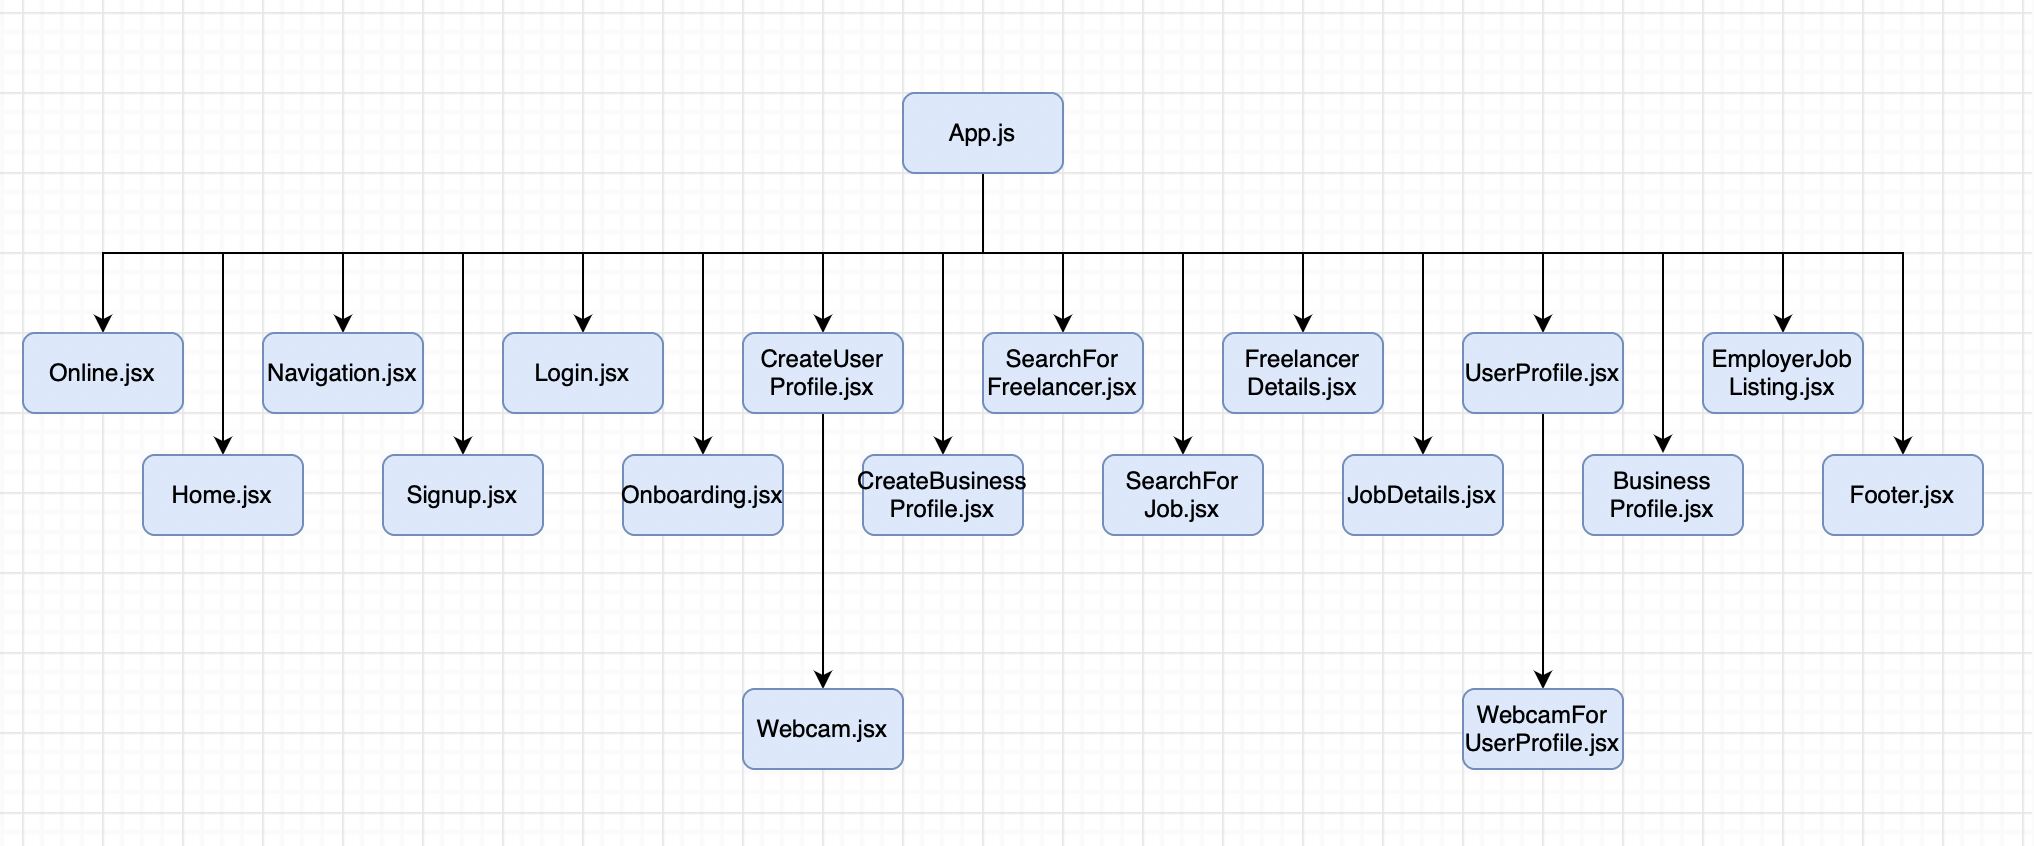 App.js
Online.jsx
Navigation.jsx
Login.jsx
CreateUser
Profile.jsx
SearchFor
Freelancer.jsx
Freelancer
Details.jsx
UserProfile.jsx
EmployerJob
Listing.jsx
Home.jsx
Signup.jsx
Onboarding.jsx
CreateBusiness
Profile.jsx
SearchFor
Job.jsx
JobDetails.jsx
Business
Profile.jsx
Footer.jsx
Webcam.jsx
WebcamFor
UserProfile.jsx